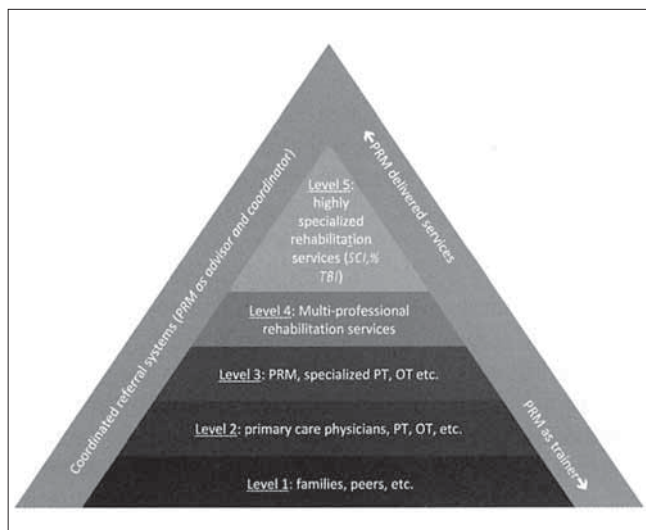 Coordinated referral systems (PRM as advisor and coordinator)
PRM delivered services
PRM as trainer
Level 5:
highly
specialized
rehabilitation
services (SCI,%
TBI)
Level 4: Multi-professional
rehabilitation services
Level 3: PRM, specialized PT, OT etc.
Level 2: primary care physicians, PT, OT, etc.
Level 1: families, peers, etc.